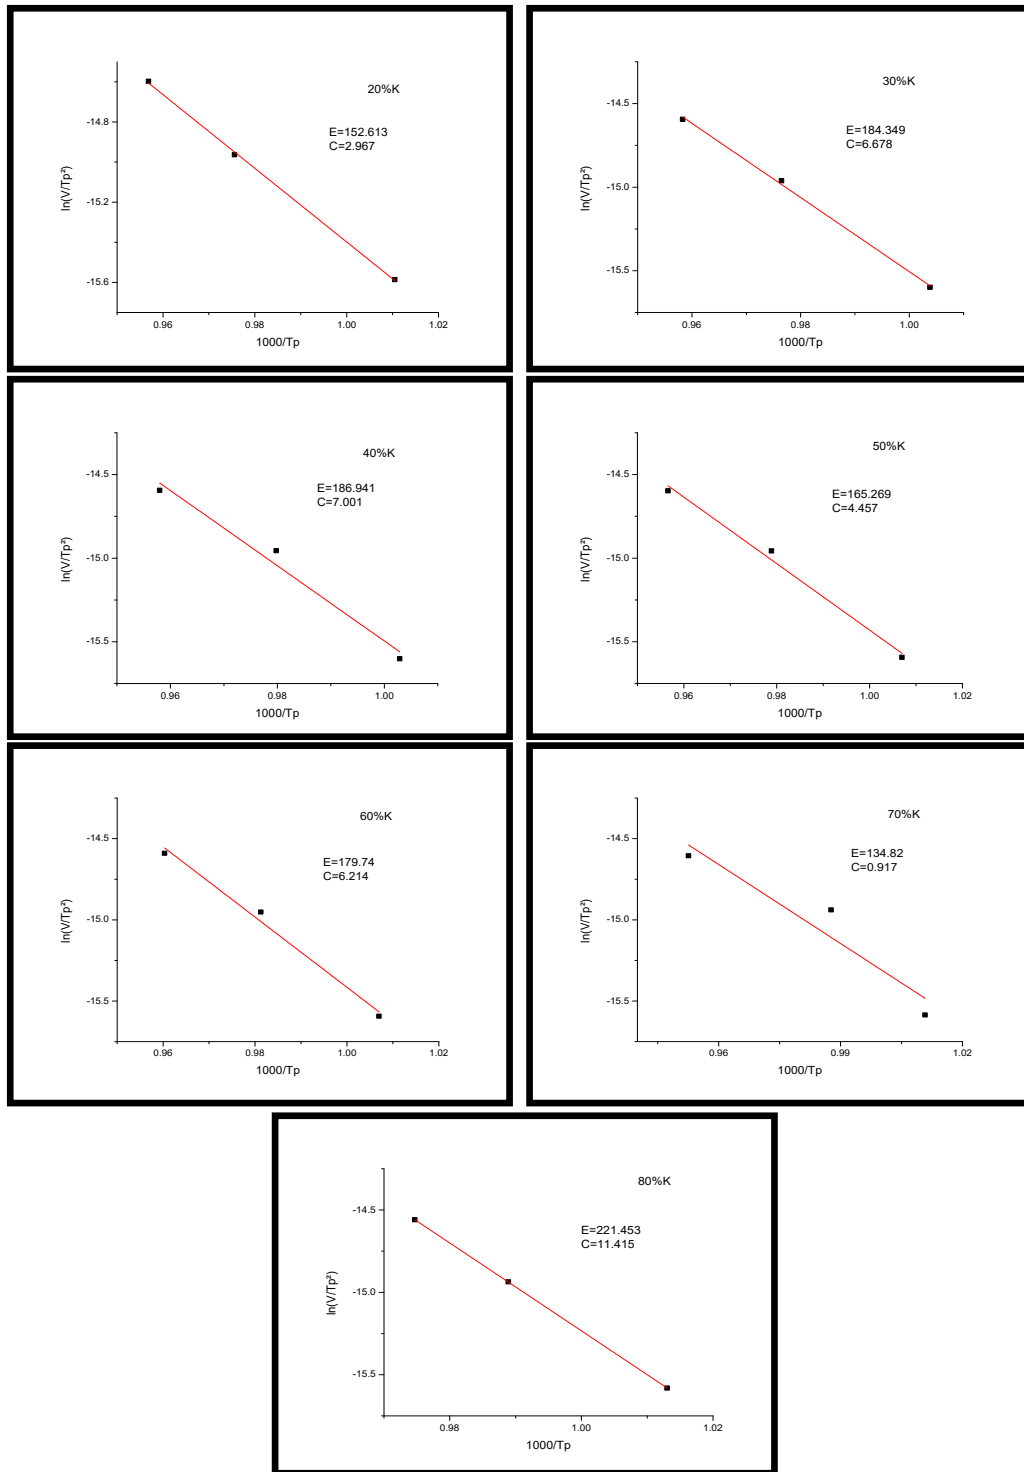 20%K
E=152.613
C=2.967
-14.8
-15.2
-15.6
ln(V/Tp²)
0.96 0.98 1.00 1.02
1000/Tp
30%K
E=184.349
C=6.678
-14.5
-15.0
-15.5
ln(V/Tp²)
0.96 0.98 1.00
1000/Tp
40%K
E=186.941
C=7.001
-14.5
-15.0
-15.5
ln(V/Tp²)
0.96 0.98 1.00
1000/Tp
50%K
E=165.269
C=4.457
-14.5
-15.0
-15.5
ln(V/Tp²)
0.96 0.98 1.00 1.02
1000/Tp
60%K
E=179.74
C=6.214
-14.5
-15.0
-15.5
ln(V/Tp²)
0.96 0.98 1.00 1.02
1000/Tp
70%K
E=134.82
C=0.917
-14.5
-15.0
-15.5
ln(V/Tp²)
0.96 0.99 1.02
1000/Tp
80%K
E=221.453
C=11.415
-14.5
-15.0
-15.5
ln(V/Tp²)
0.98 1.00 1.02
1000/Tp